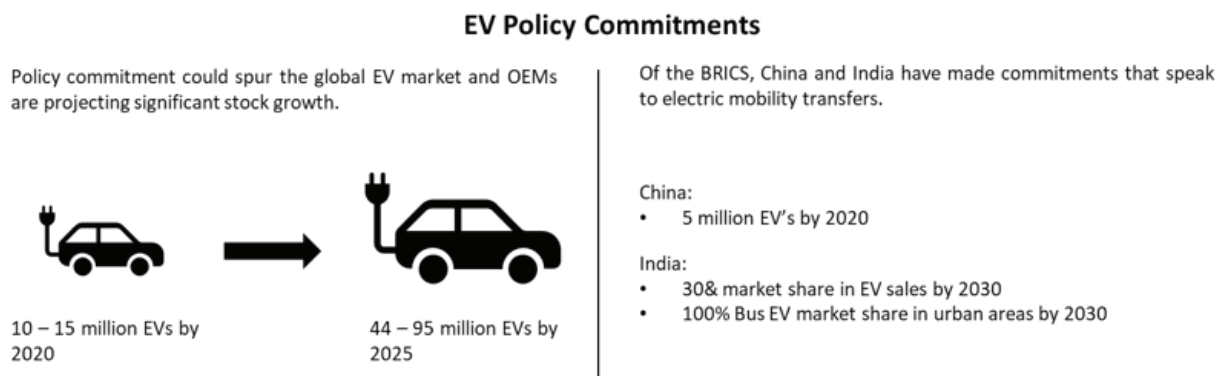 EV Policy Commitments
Policy commitment could spur the global EV market and OEMs
are projecting significant stock growth.
10 – 15 million EVs by
2020
44 – 95 million EVs by
2025
Of the BRICS, China and India have made commitments that speak
to electric mobility transfers.
China:
• 5 million EV's by 2020
India:
• 30& market share in EV sales by 2030
• 100% Bus EV market share in urban areas by 2030